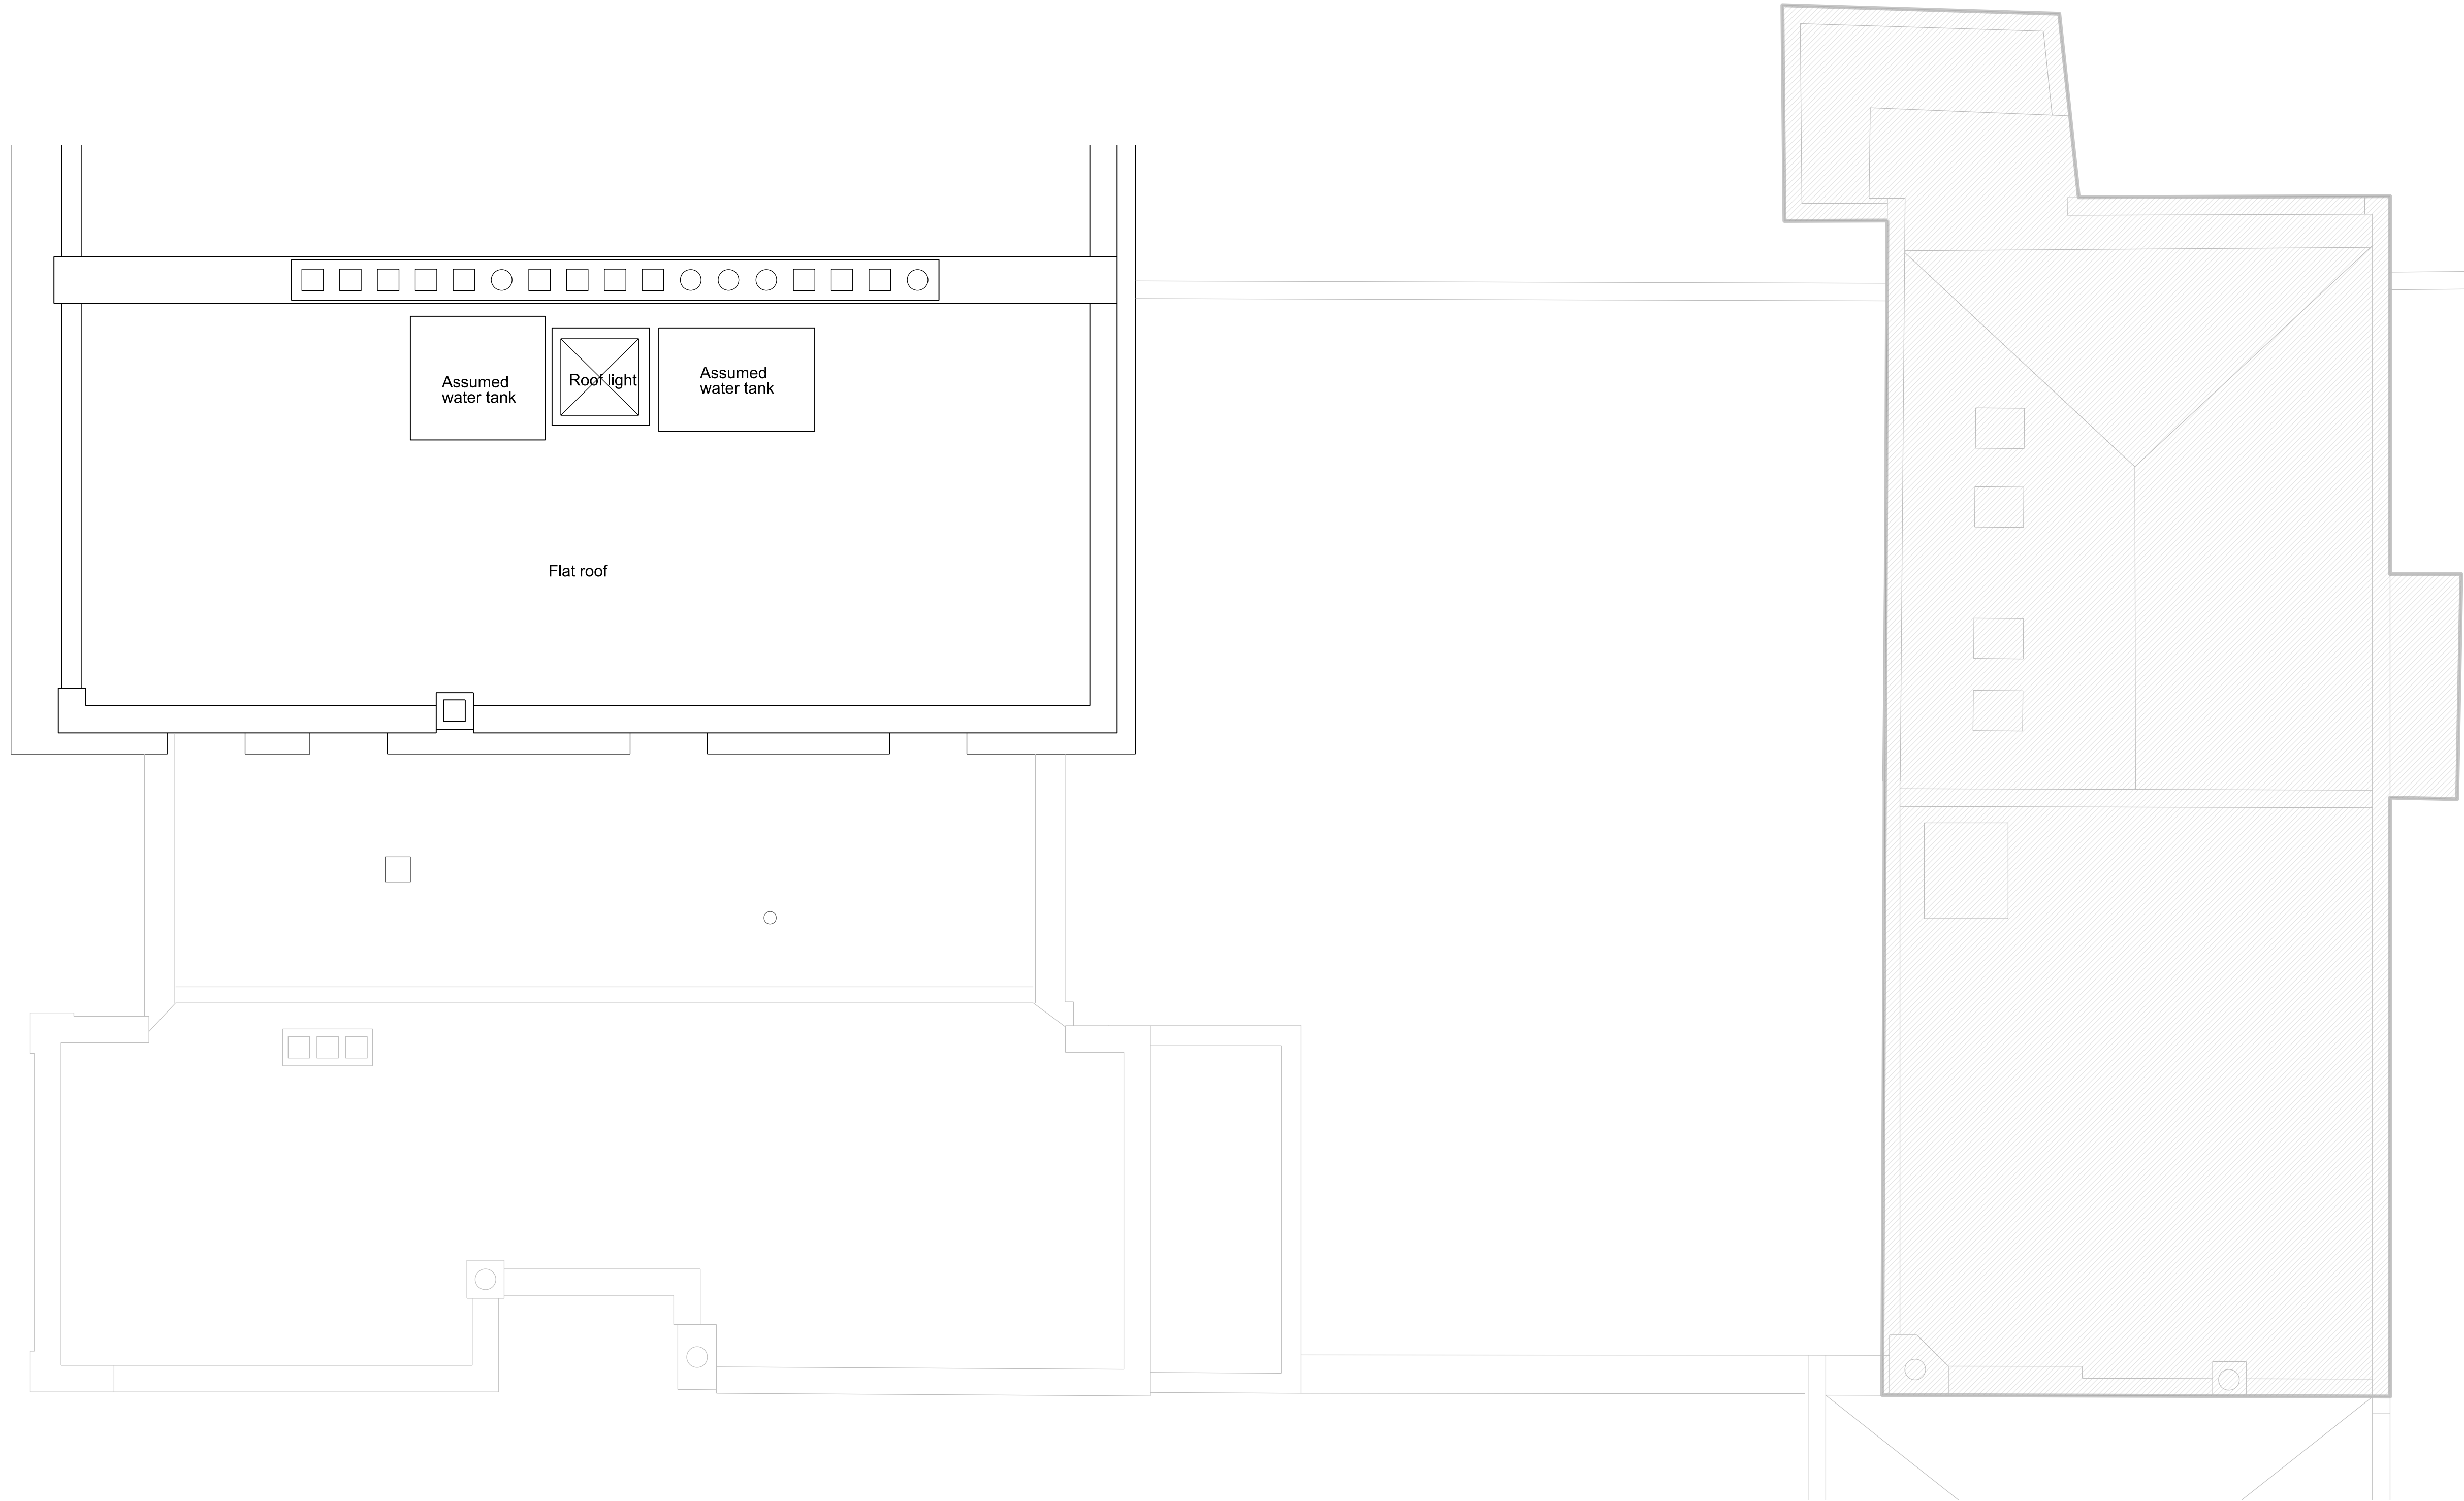 Assumed
water tank
Roof light
Assumed
water tank
Flat roof